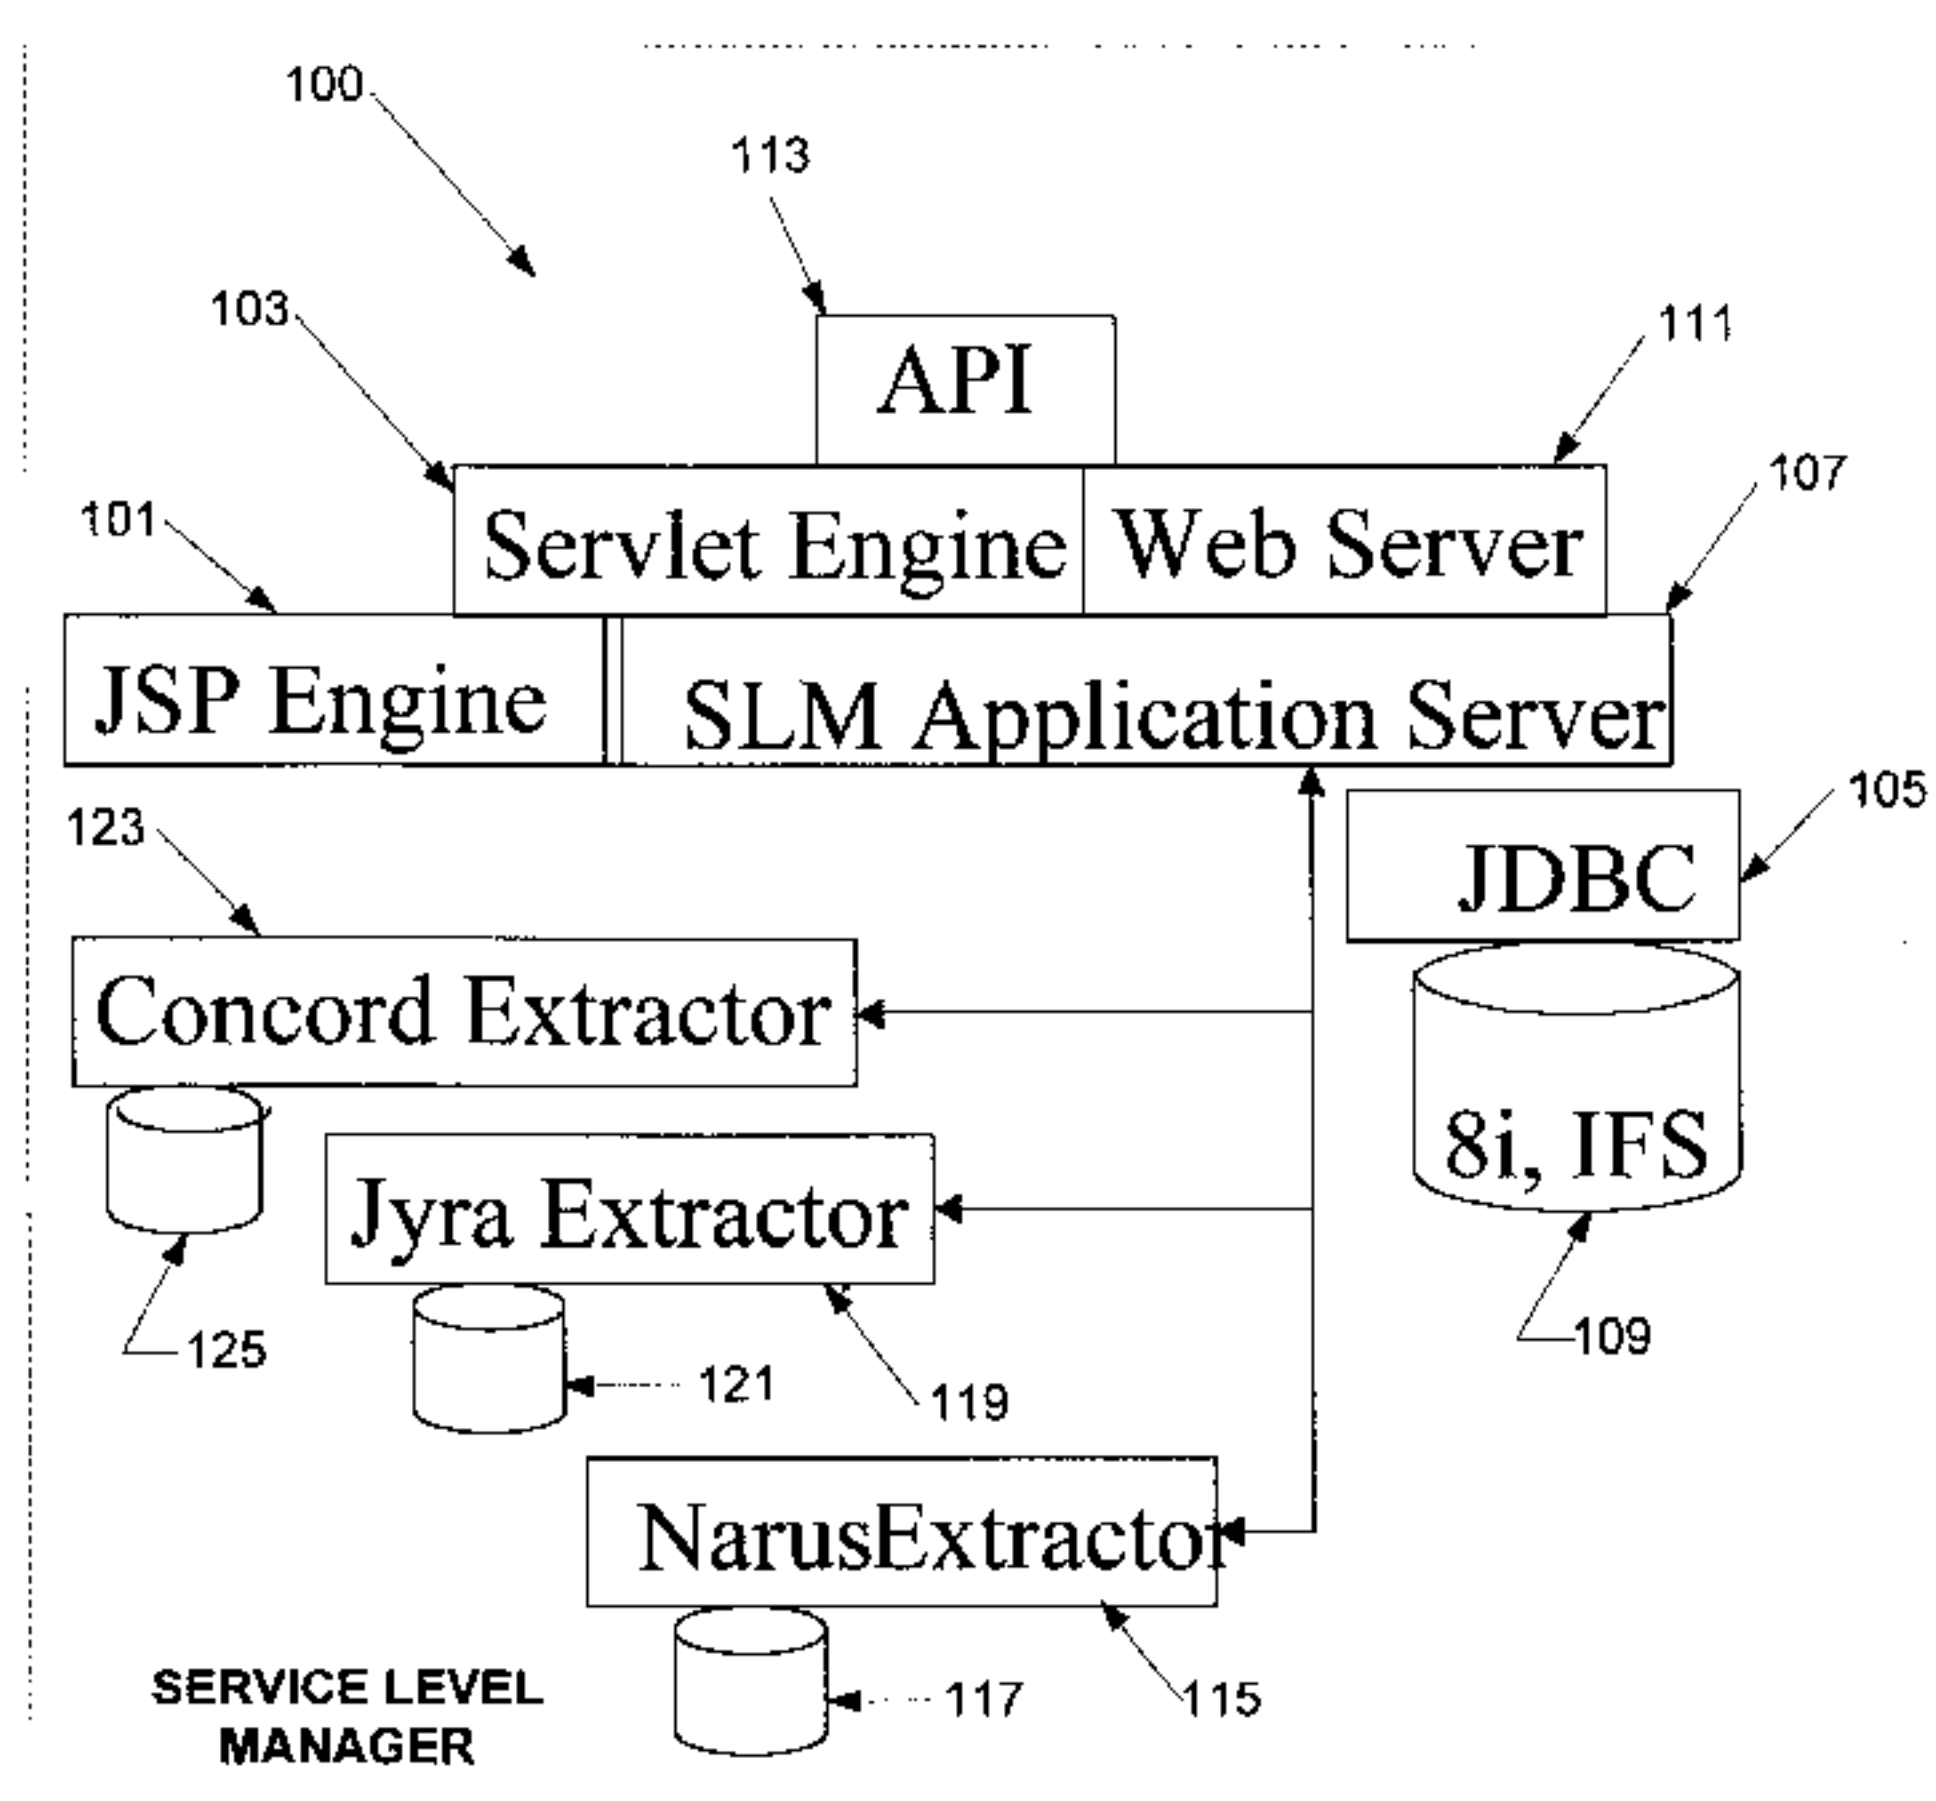 100
113
103
111
API
107
101
Servlet Engine
Web Server
JSP Engine
SLM Application Server
105
123
JDBC
Concord Extractor
8i, IFS
Jyra Extractor
125
109
121
119
NarusExtractor
117
115
SERVICE LEVEL
MANAGER